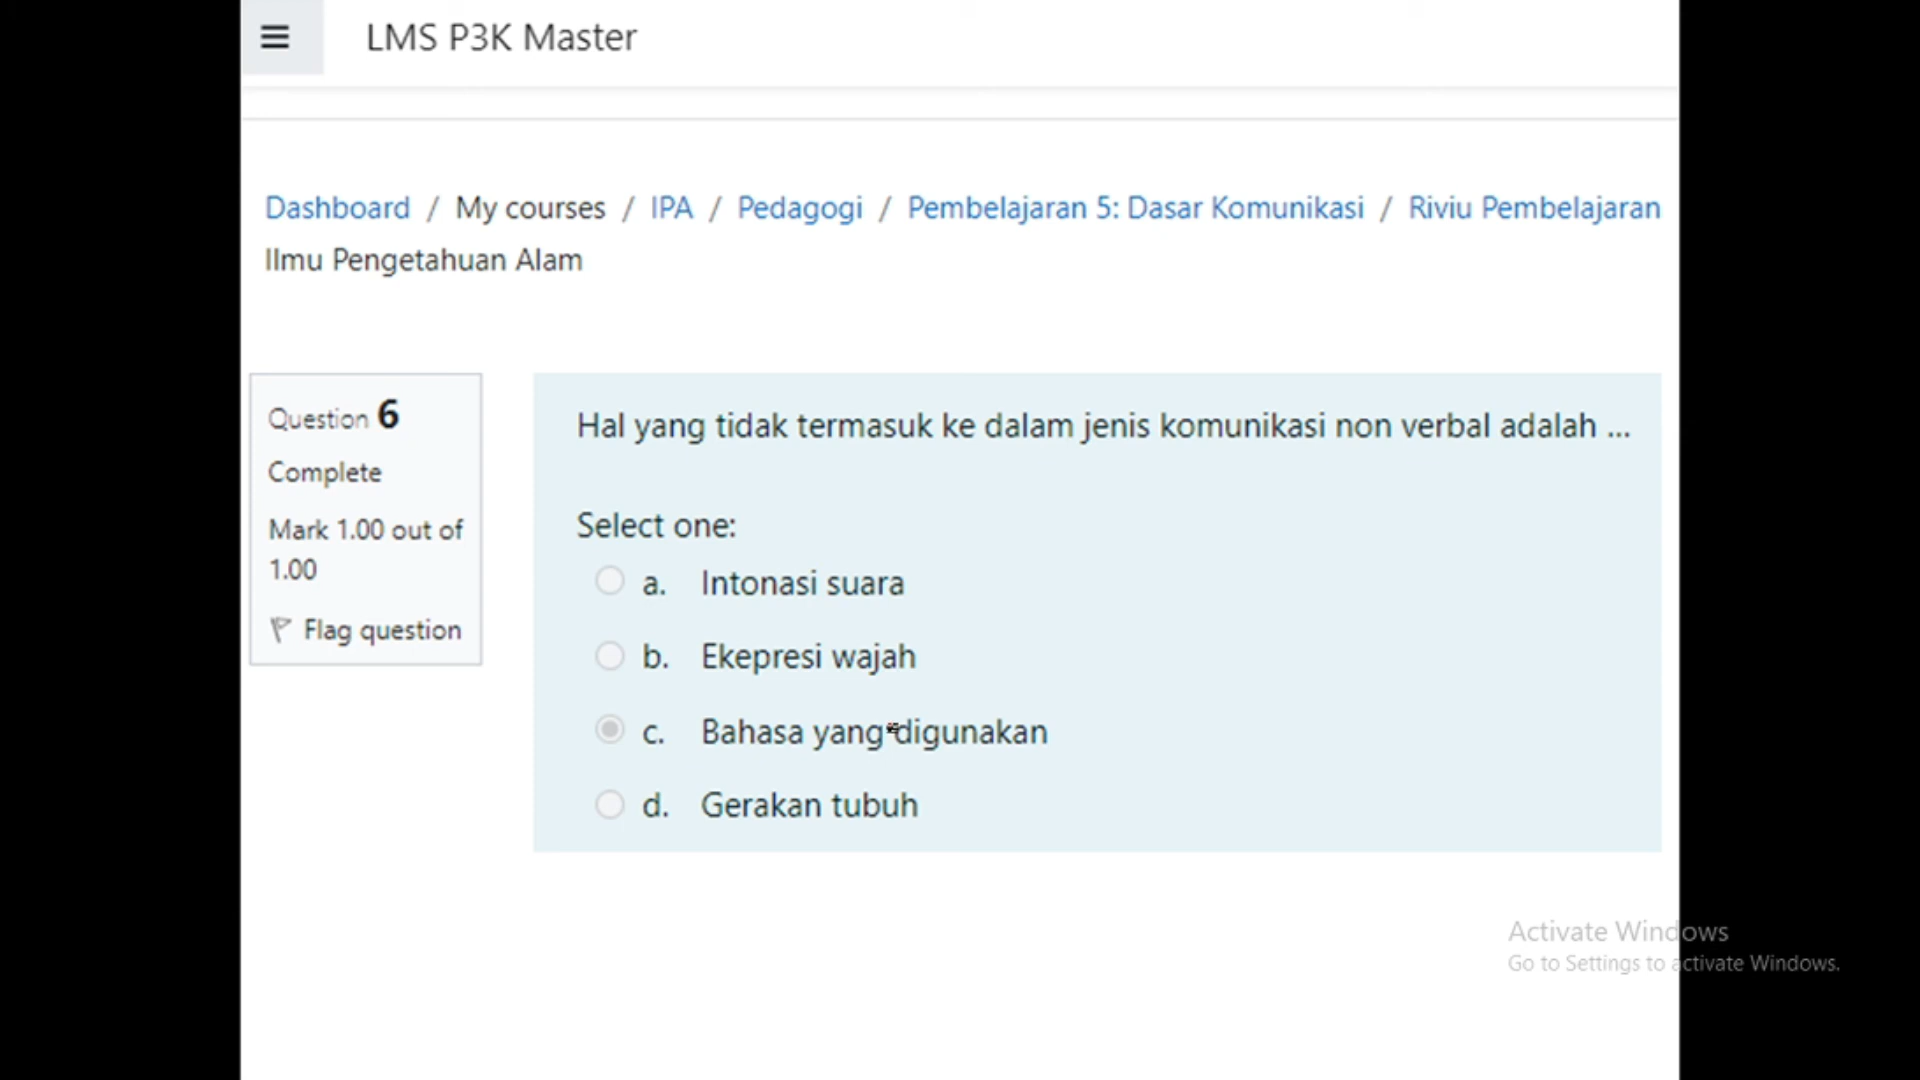 LMS P3K Master
Dashboard / My courses / IPA / Pedagogi / Pembelajaran 5: Dasar Komunikasi / Riviu Pembelajaran
Ilmu Pengetahuan Alam
Question 6
Complete
Mark 1.00 out of
1.00
Flag question
Hal yang tidak termasuk ke dalam jenis komunikasi non verbal adalah ...
Select one:
a. Intonasi suara
b. Ekepresi wajah
c. Bahasa yang digunakan
d. Gerakan tubuh
Activate Windows
Go to Settings to activate Windows.